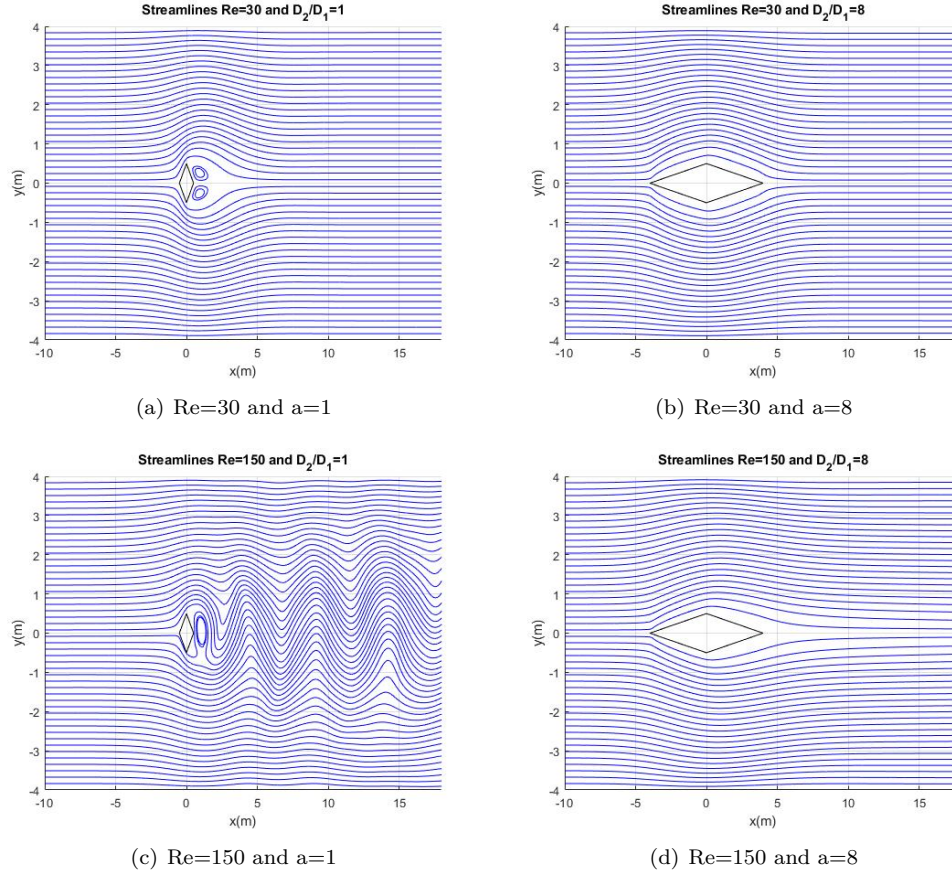 Streamlines Re=30 and D2/D1=1
4
3
2
1
0
-1
-2
-3
-4
y(m)
-10 -5 0 5 10 15
x(m)
(a) Re=30 and a=1
Streamlines Re=30 and D2/D1=8
4
3
2
1
0
-1
-2
-3
-4
y(m)
-10 -5 0 5 10 15
x(m)
(b) Re=30 and a=8
Streamlines Re=150 and D2/D1=1
4
3
2
1
0
-1
-2
-3
-4
y(m)
-10 -5 0 5 10 15
x(m)
(c) Re=150 and a=1
Streamlines Re=150 and D2/D1=8
4
3
2
1
0
-1
-2
-3
-4
y(m)
-10 -5 0 5 10 15
x(m)
(d) Re=150 and a=8